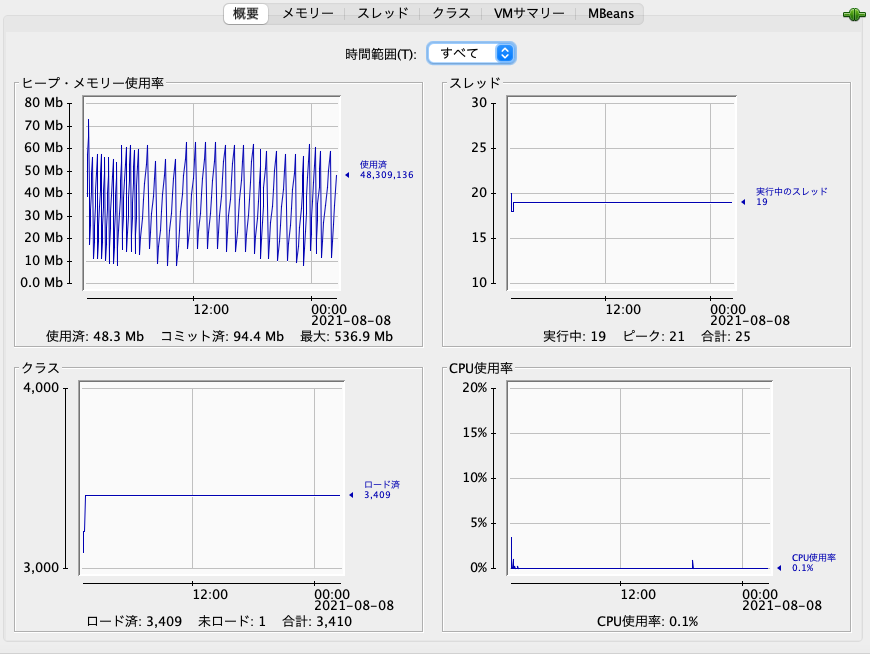 概要 メモリー スレッド クラス VMサマリー MBeans
時間範囲(T): すべて
ヒープ・メモリー使用率
80 Mb
70 Mb
60 Mb
50 Mb
40 Mb
30 Mb
20 Mb
10 Mb
0.0 Mb
使用済
48,309,136
12:00 00:00
2021-08-08
使用済: 48.3 Mb コミット済: 94.4 Mb 最大: 536.9 Mb
スレッド
30
25
20
15
10
実行中のスレッド
19
12:00 00:00
2021-08-08
実行中: 19 ピーク: 21 合計: 25
クラス
4,000
3,000
ロード済
3,409
12:00 00:00
2021-08-08
ロード済: 3,409 未ロード: 1 合計: 3,410
CPU使用率
20%
15%
10%
5%
0%
CPU使用率
0.1%
12:00 00:00
2021-08-08
CPU使用率: 0.1%